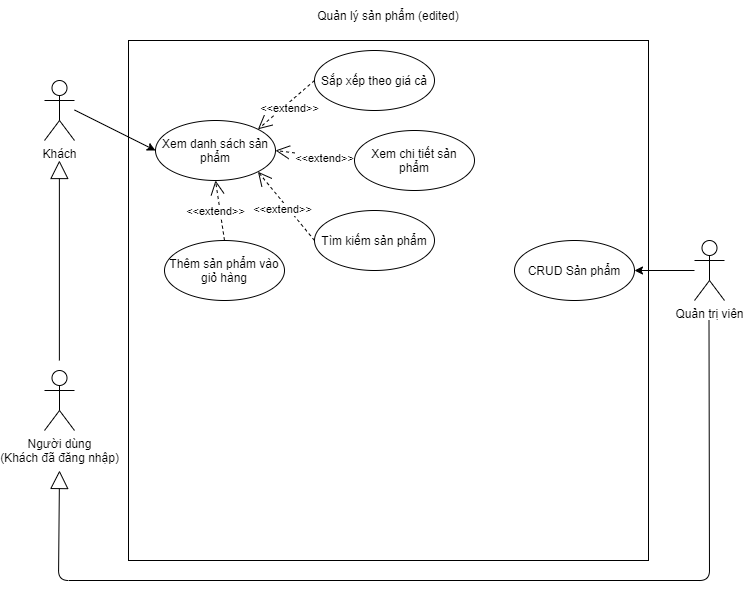 Quản lý sản phẩm (edited)
Sắp xếp theo giá cả
<<extend>>
Khách
Xem danh sách sản
phẩm
<<extend>>
Xem chi tiết sản
phẩm
<<extend>>
<<extend>>
Tìm kiếm sản phẩm
Thêm sản phẩm vào
giỏ hàng
CRUD Sản phẩm
Quản trị viên
Người dùng
(Khách đã đăng nhập)